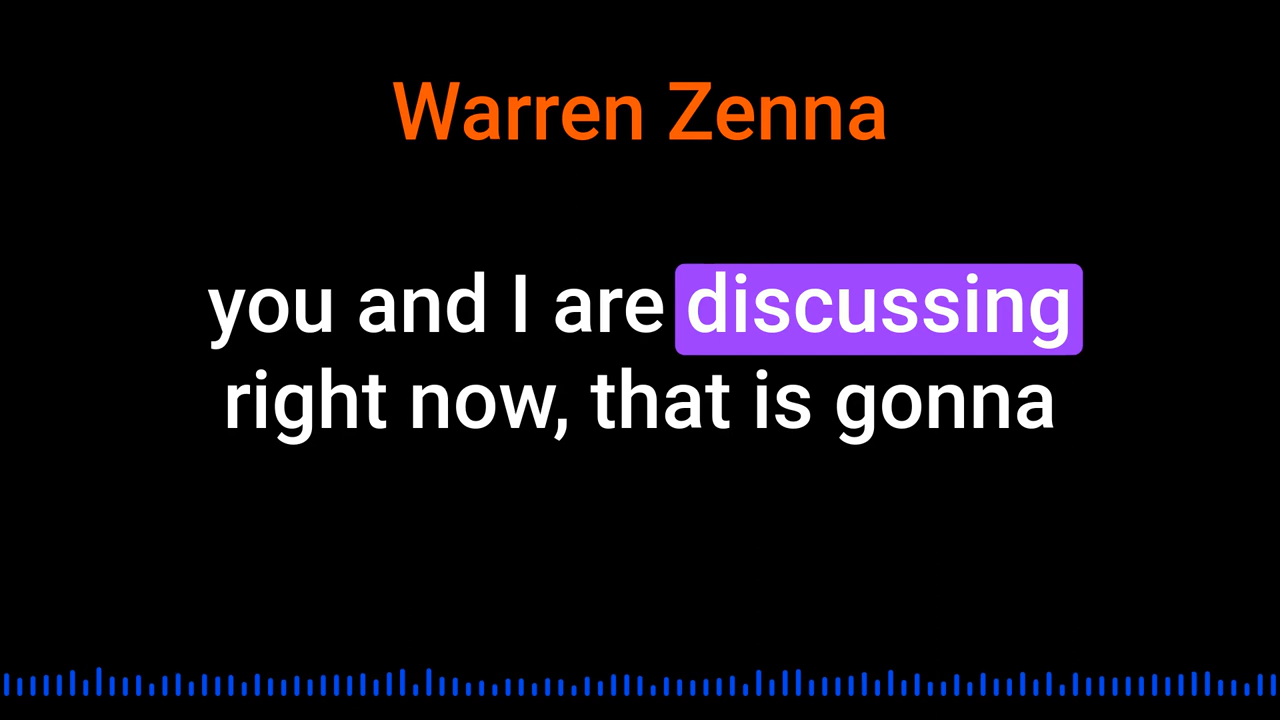 Warren Zenna
you and I are discussing
right now, that is gonna